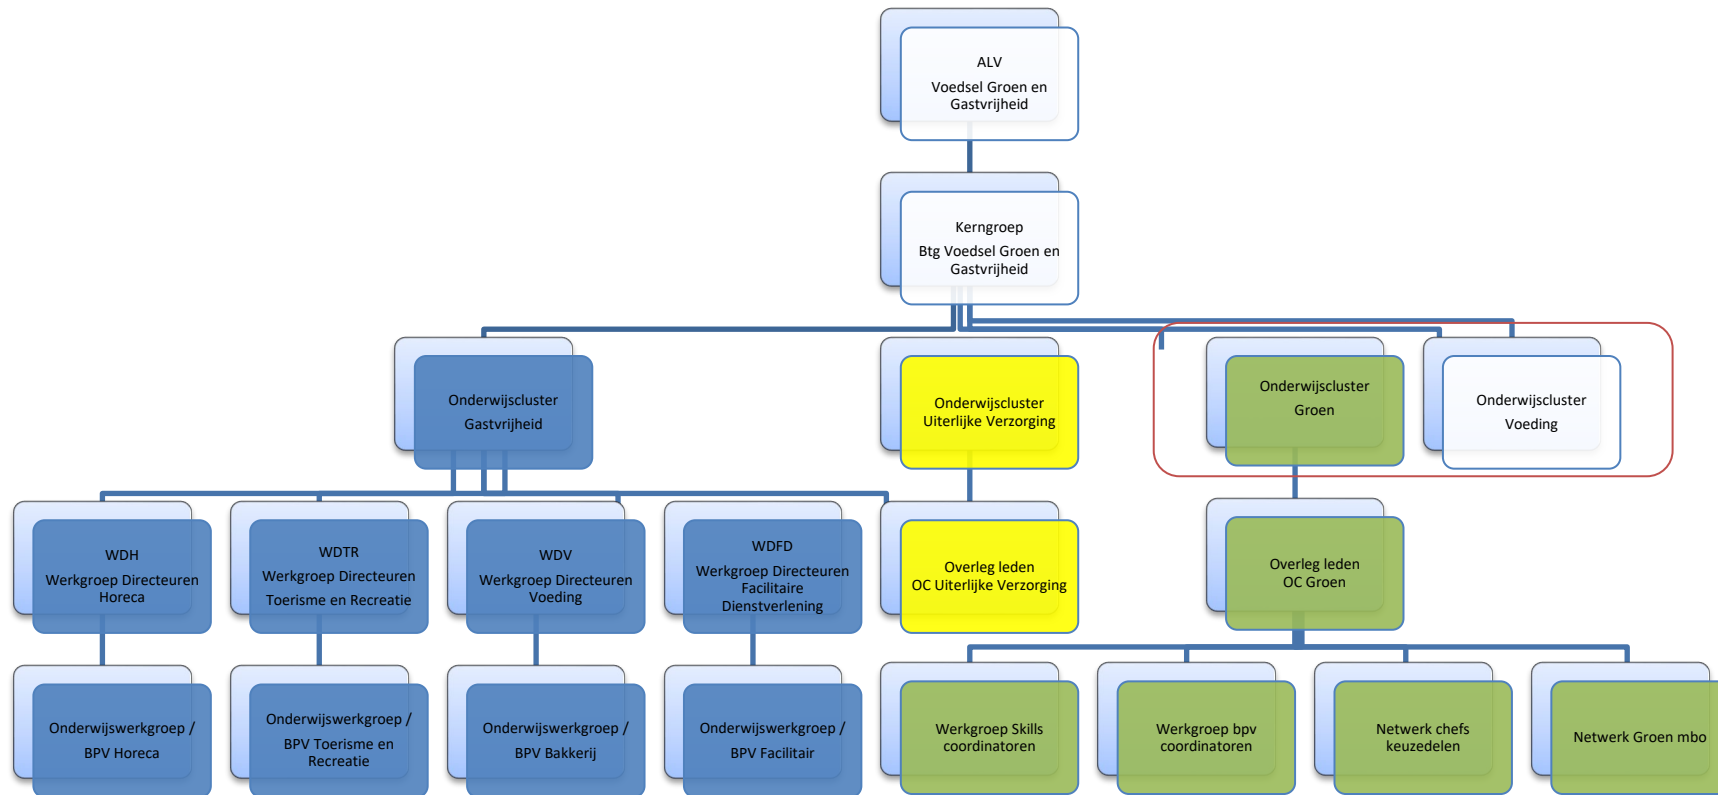 ALV
Voedsel Groen en
Gastvrijheid
Kerngroep
Btg Voedsel Groen en
Gastvrijheid
Onderwijscluster
Gastvrijheid
Onderwijscluster
Uiterlijke Verzorging
Onderwijscluster
Groen
Onderwijscluster
Voeding
WDH
Werkgroep Directeuren
Horeca
WDTR
Werkgroep Directeuren
Toerisme en Recreatie
WDV
Werkgroep Directeuren
Voeding
WDFD
Werkgroep Directeuren
Facilitaire
Dienstverlening
Overleg leden
OC Uiterlijke Verzorging
Overleg leden
OC Groen
Onderwijswerkgroep /
BPV Horeca
Onderwijswerkgroep /
BPV Toerisme en
Recreatie
Onderwijswerkgroep /
BPV Bakkerij
Onderwijswerkgroep /
BPV Facilitair
Werkgroep Skills
coordinatoren
Werkgroep bpv
coordinatoren
Netwerk chefs
keuzedelen
Netwerk Groen mbo